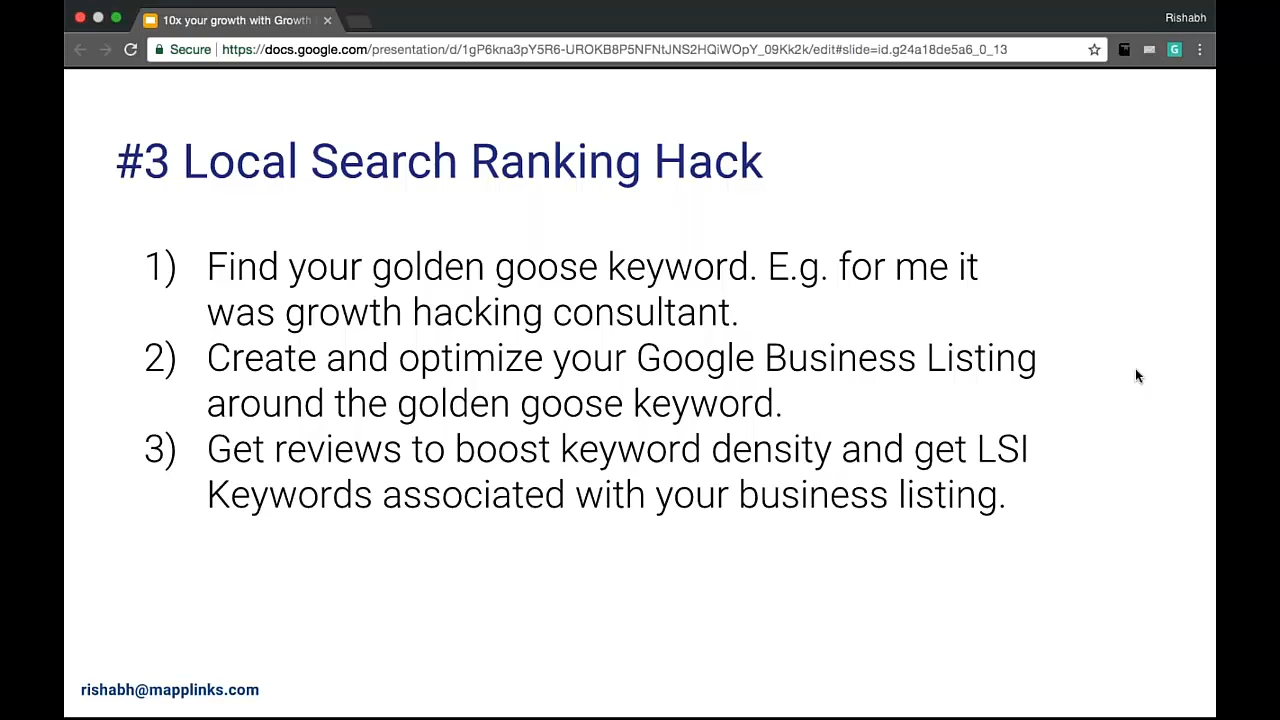 10x your growth with Growth
Rishabh
Secure
https://docs.google.com/presentation/d/1gP6kna3pY5R6-UROKB8P5NFNtJNS2HQiWOpY_09Kk2k/edit#slide=id.g24a18de5a6_0_13
G
#3 Local Search Ranking Hack
1) Find your golden goose keyword. E.g. for me it
was growth hacking consultant.
2) Create and optimize your Google Business Listing
around the golden goose keyword.
3) Get reviews to boost keyword density and get LSI
Keywords associated with your business listing.
rishabh@mapplinks.com